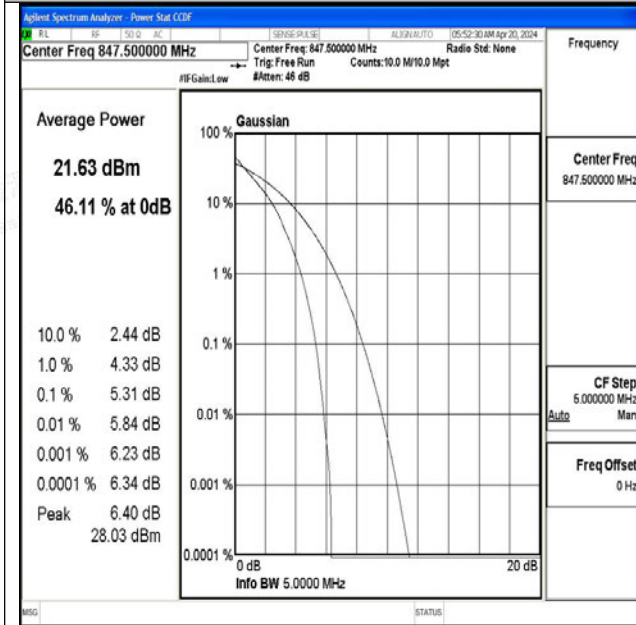 Agilent Spectrum Analyzer - Power Stat CCDF
RL RF 50 Ω AC SENSE:PULSE ALIGNAUTO 05:52:30 AM Apr 20, 2024
Center Freq 847.500000 MHz
Center Freq: 847.500000 MHz Radio Std: None
Trig: Free Run Counts:10.0 M/10.0 Mpt
#IFGain:Low #Atten: 46 dB
Frequency
Average Power
21.63 dBm
46.11 % at 0dB
10.0 % 2.44 dB
1.0 % 4.33 dB
0.1 % 5.31 dB
0.01 % 5.84 dB
0.001 % 6.23 dB
0.0001 % 6.34 dB
Peak 6.40 dB
28.03 dBm
Gaussian
100 %
10 %
1 %
0.1 %
0.01 %
0.001 %
0.0001 %
0 dB 20 dB
Info BW 5.0000 MHz
Center Freq
847.500000 MHz
CF Step
5.000000 MHz
Auto Man
Freq Offset
0 Hz
MSG STATUS